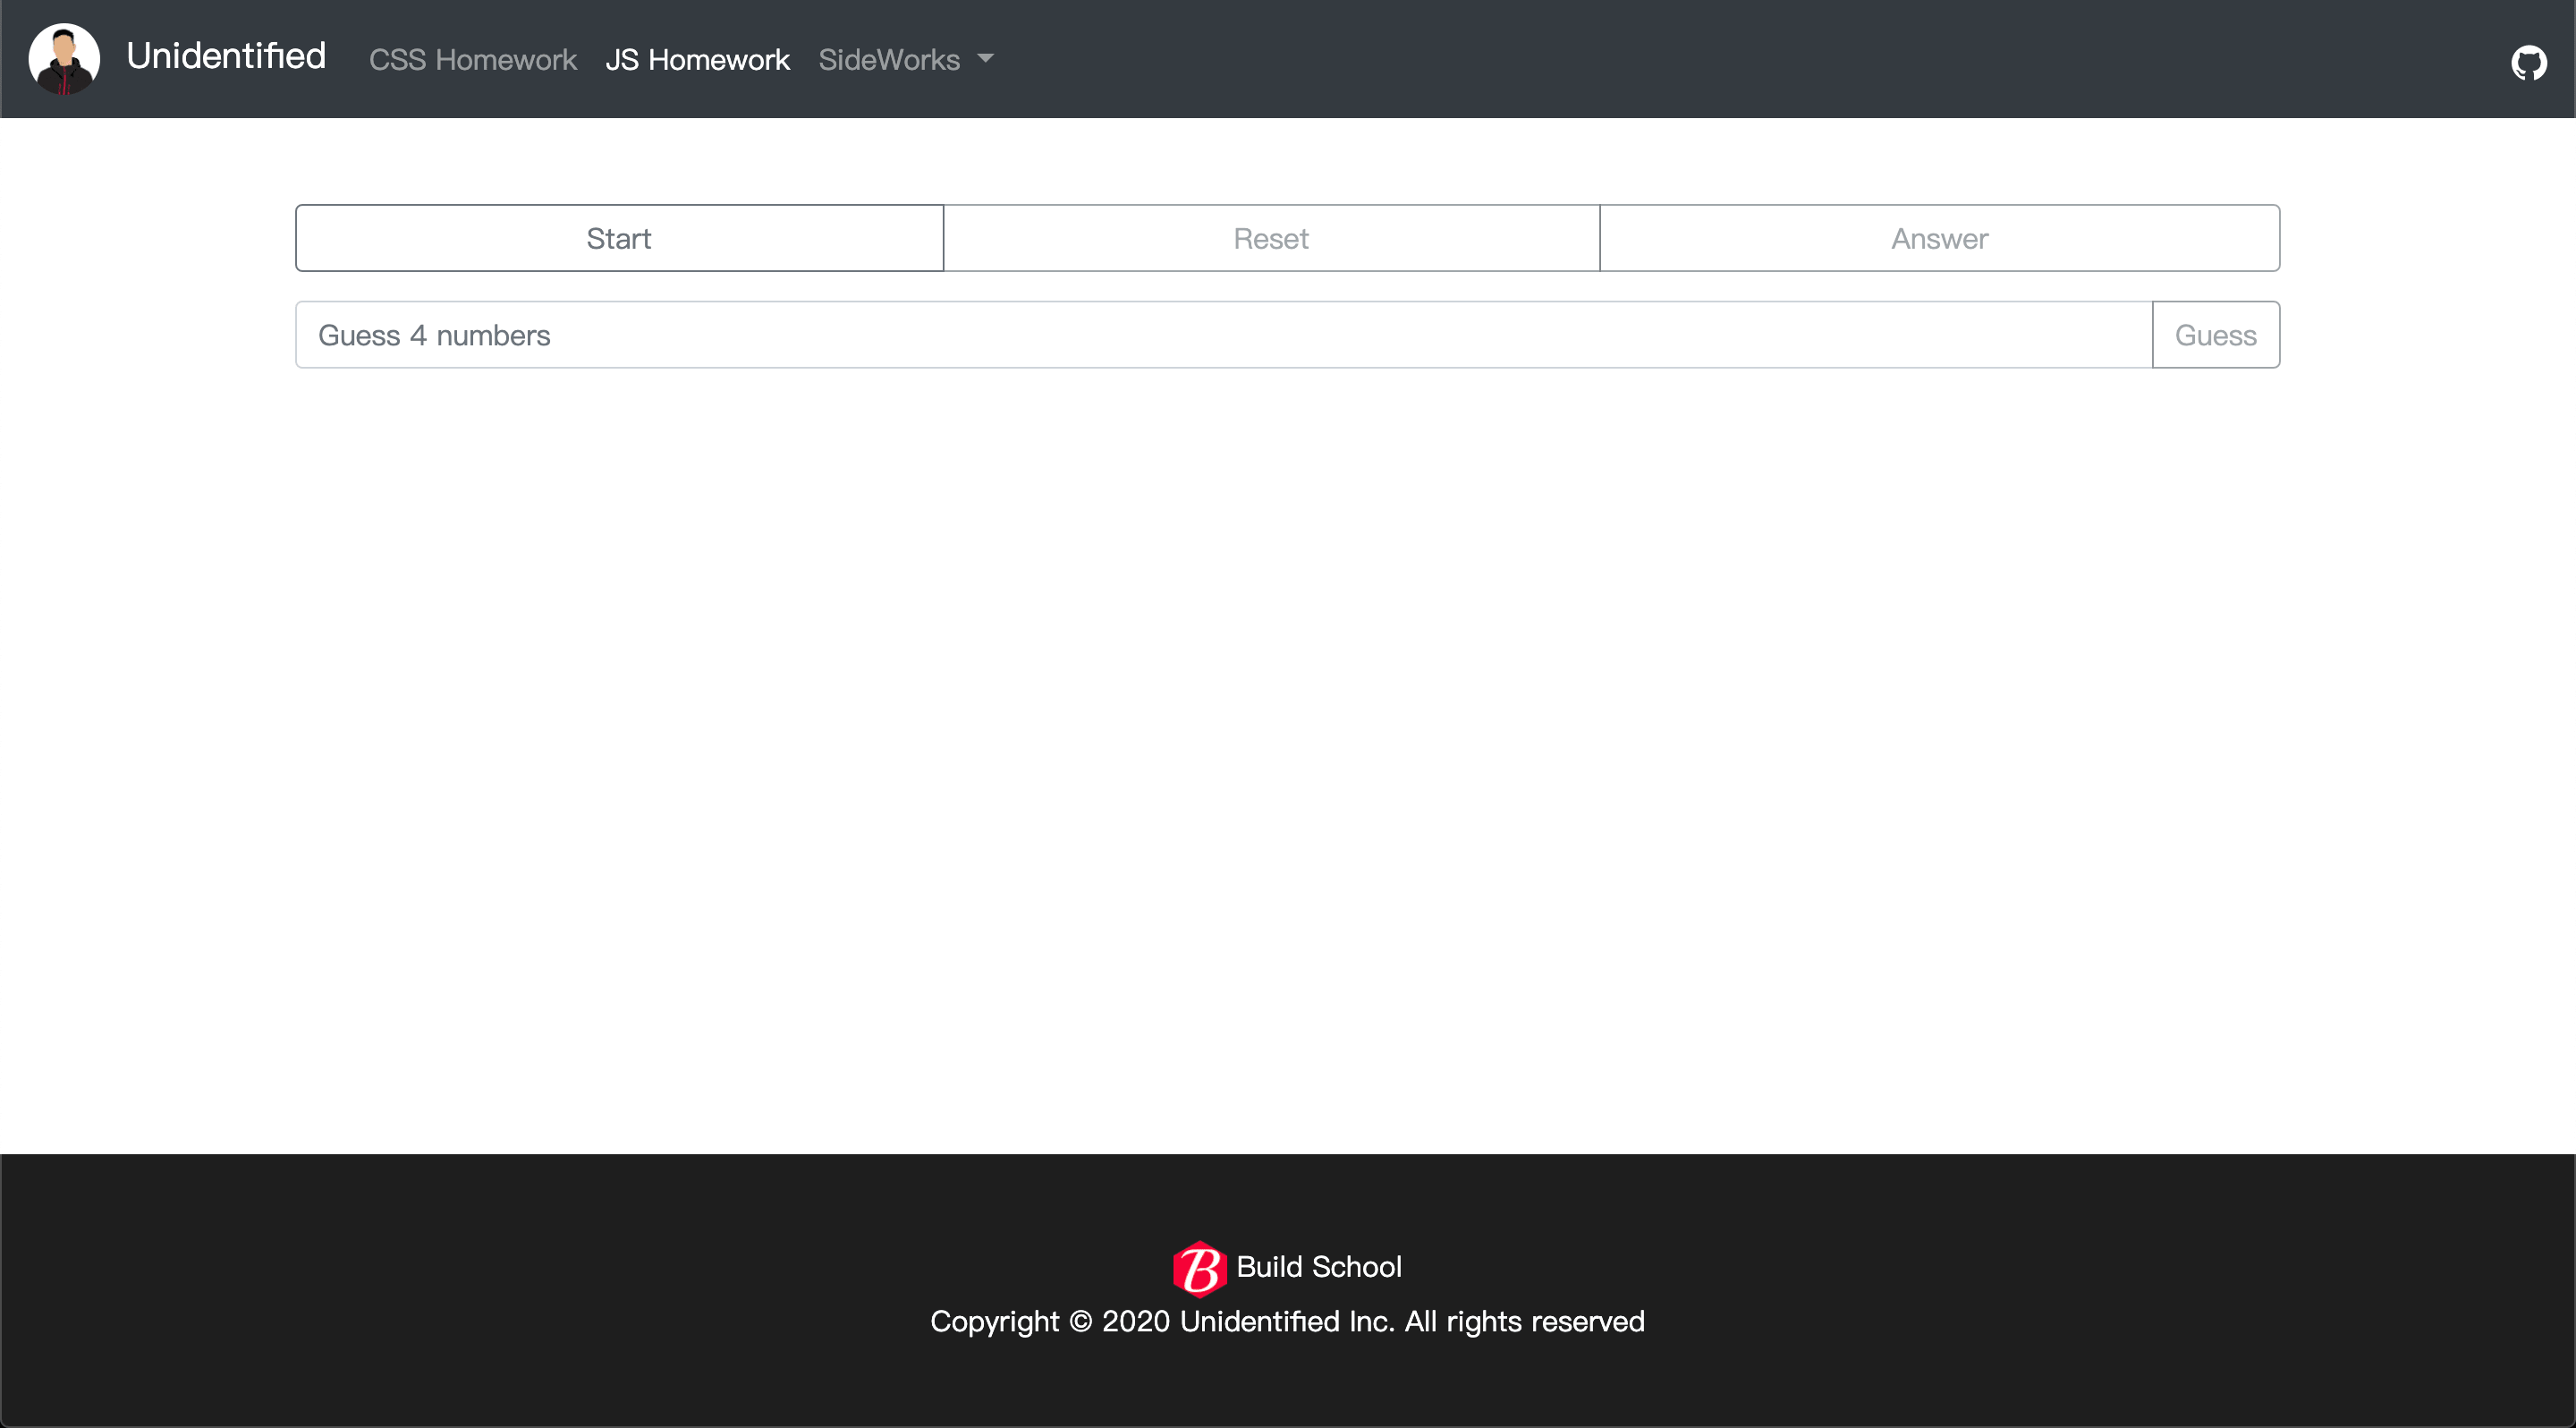 Unidentified CSS Homework JS Homework SideWorks
Start Reset Answer
Guess 4 numbers Guess
B Build School
Copyright © 2020 Unidentified Inc. All rights reserved